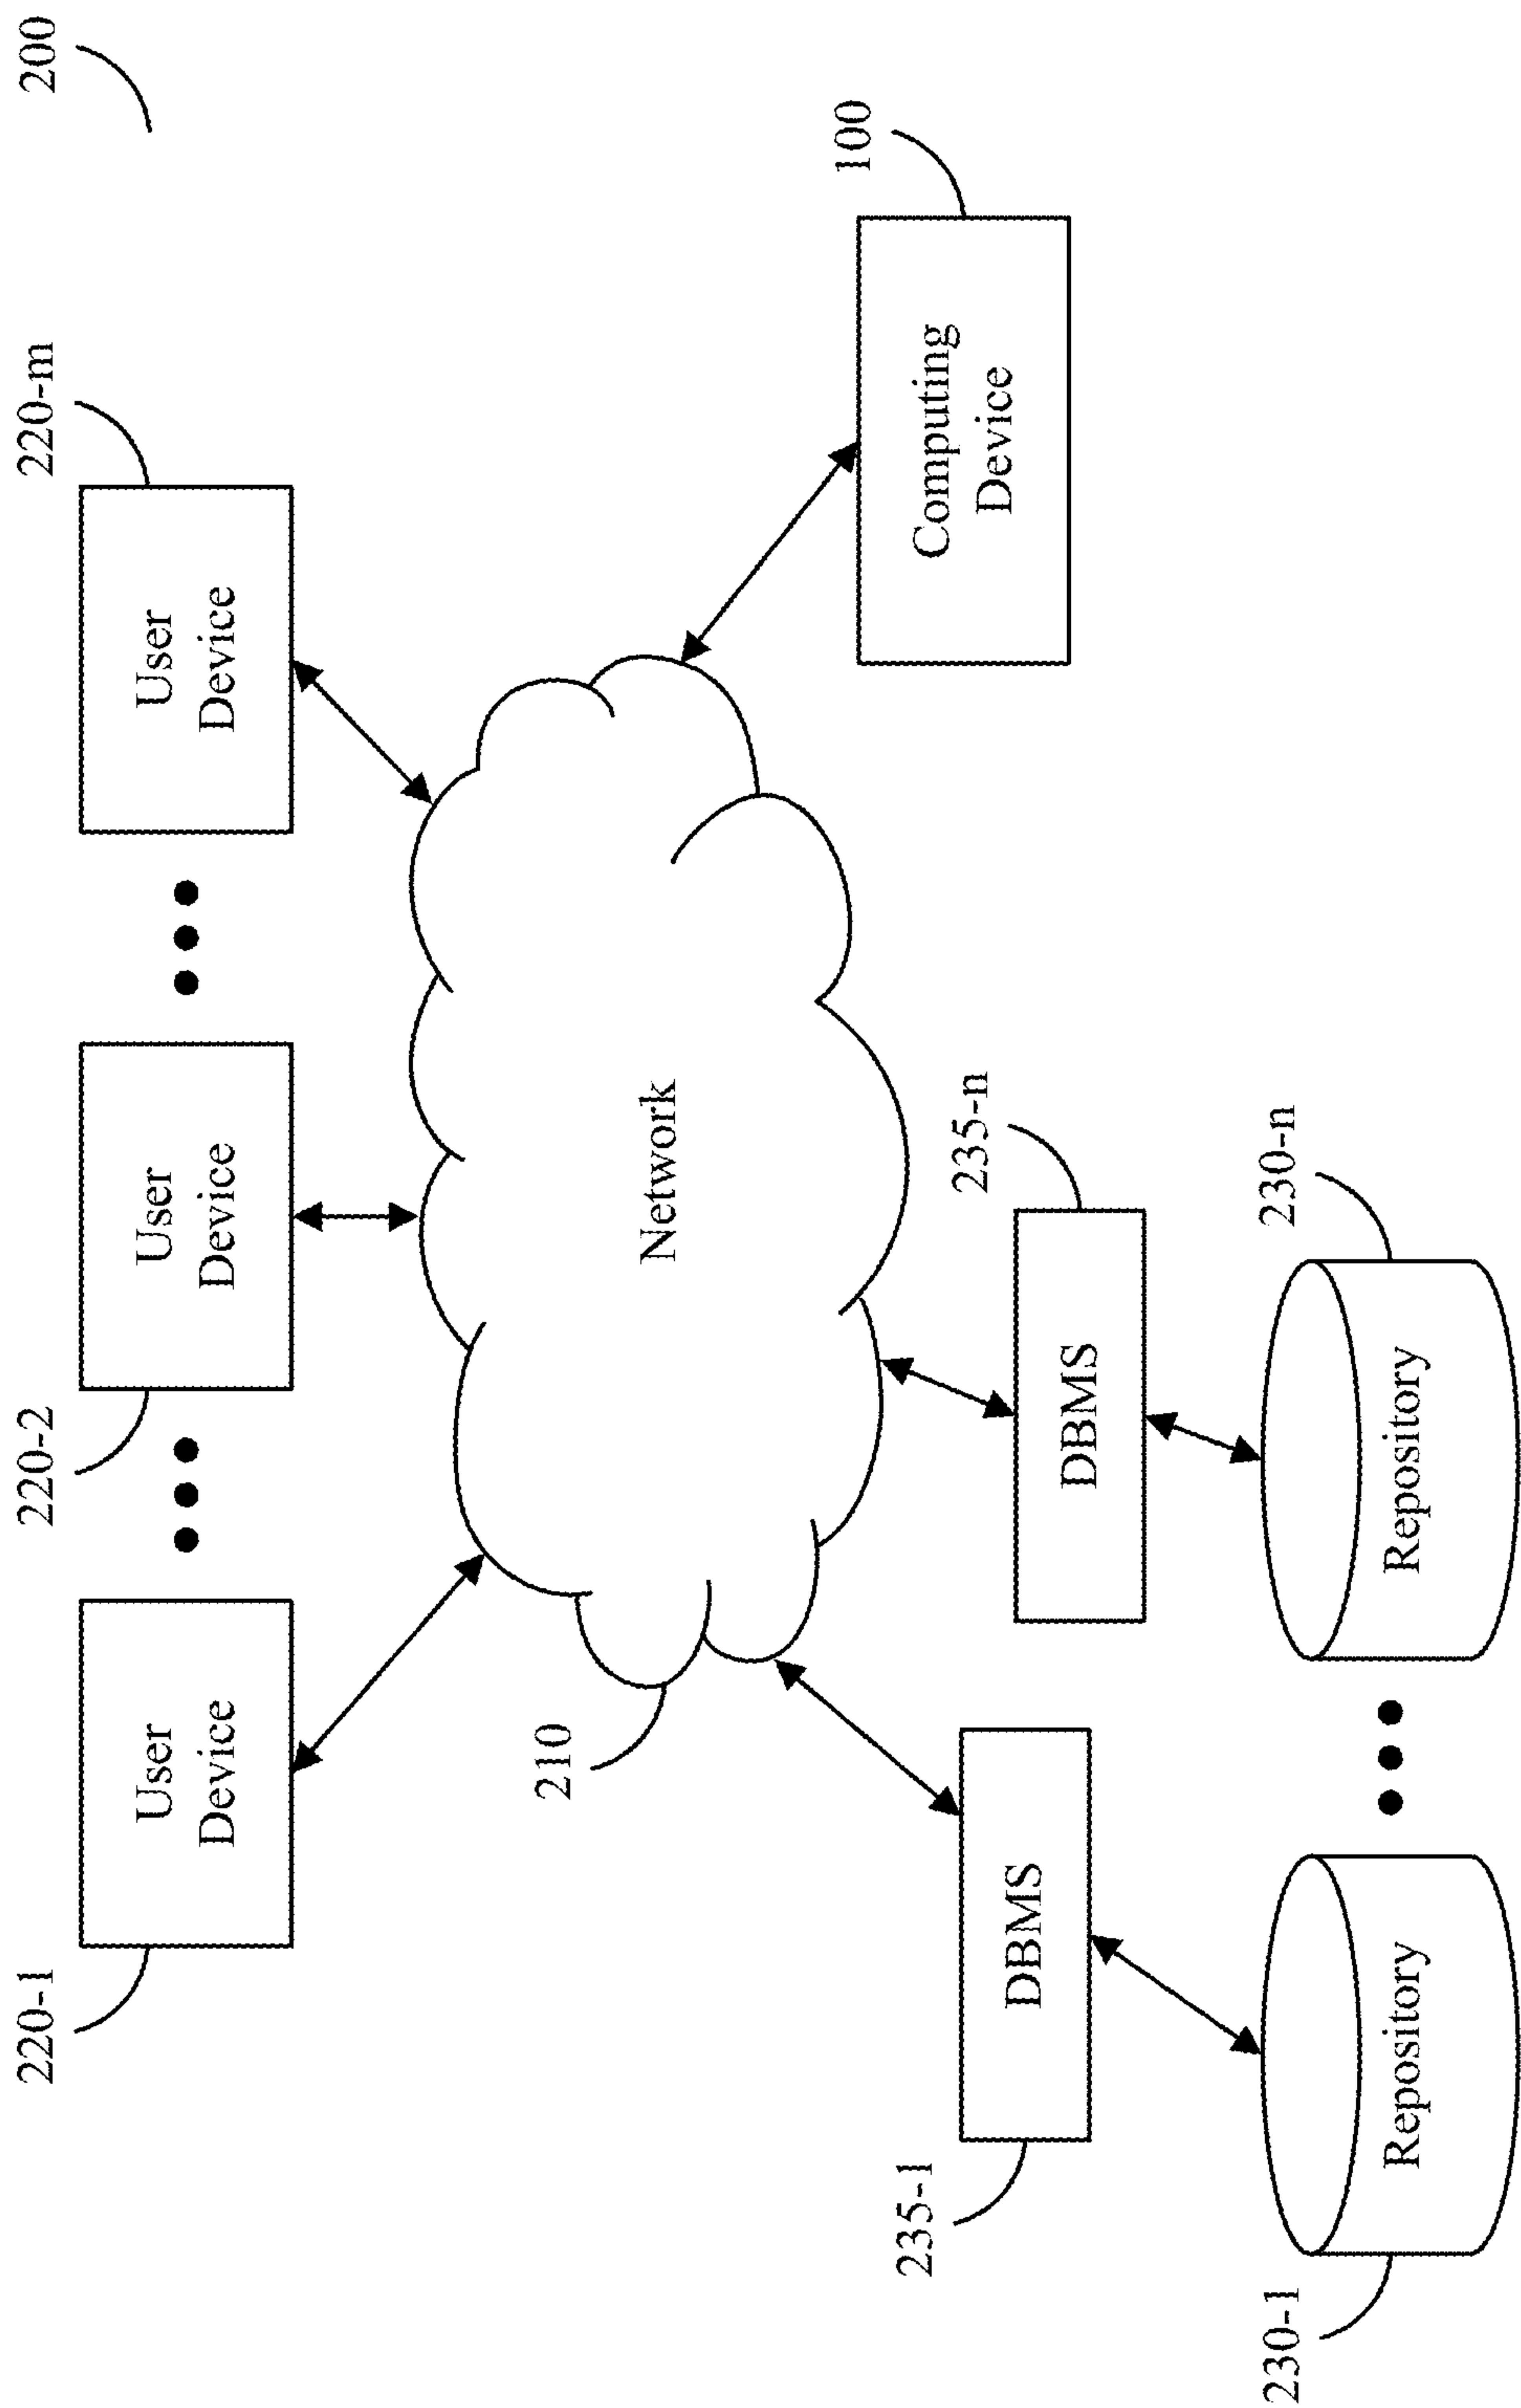 200
220-1
User
Device
220-2
User
Device
220-m
User
Device
210
Network
100
Computing
Device
235-1
DBMS
235-n
DBMS
230-1
Repository
230-n
Repository